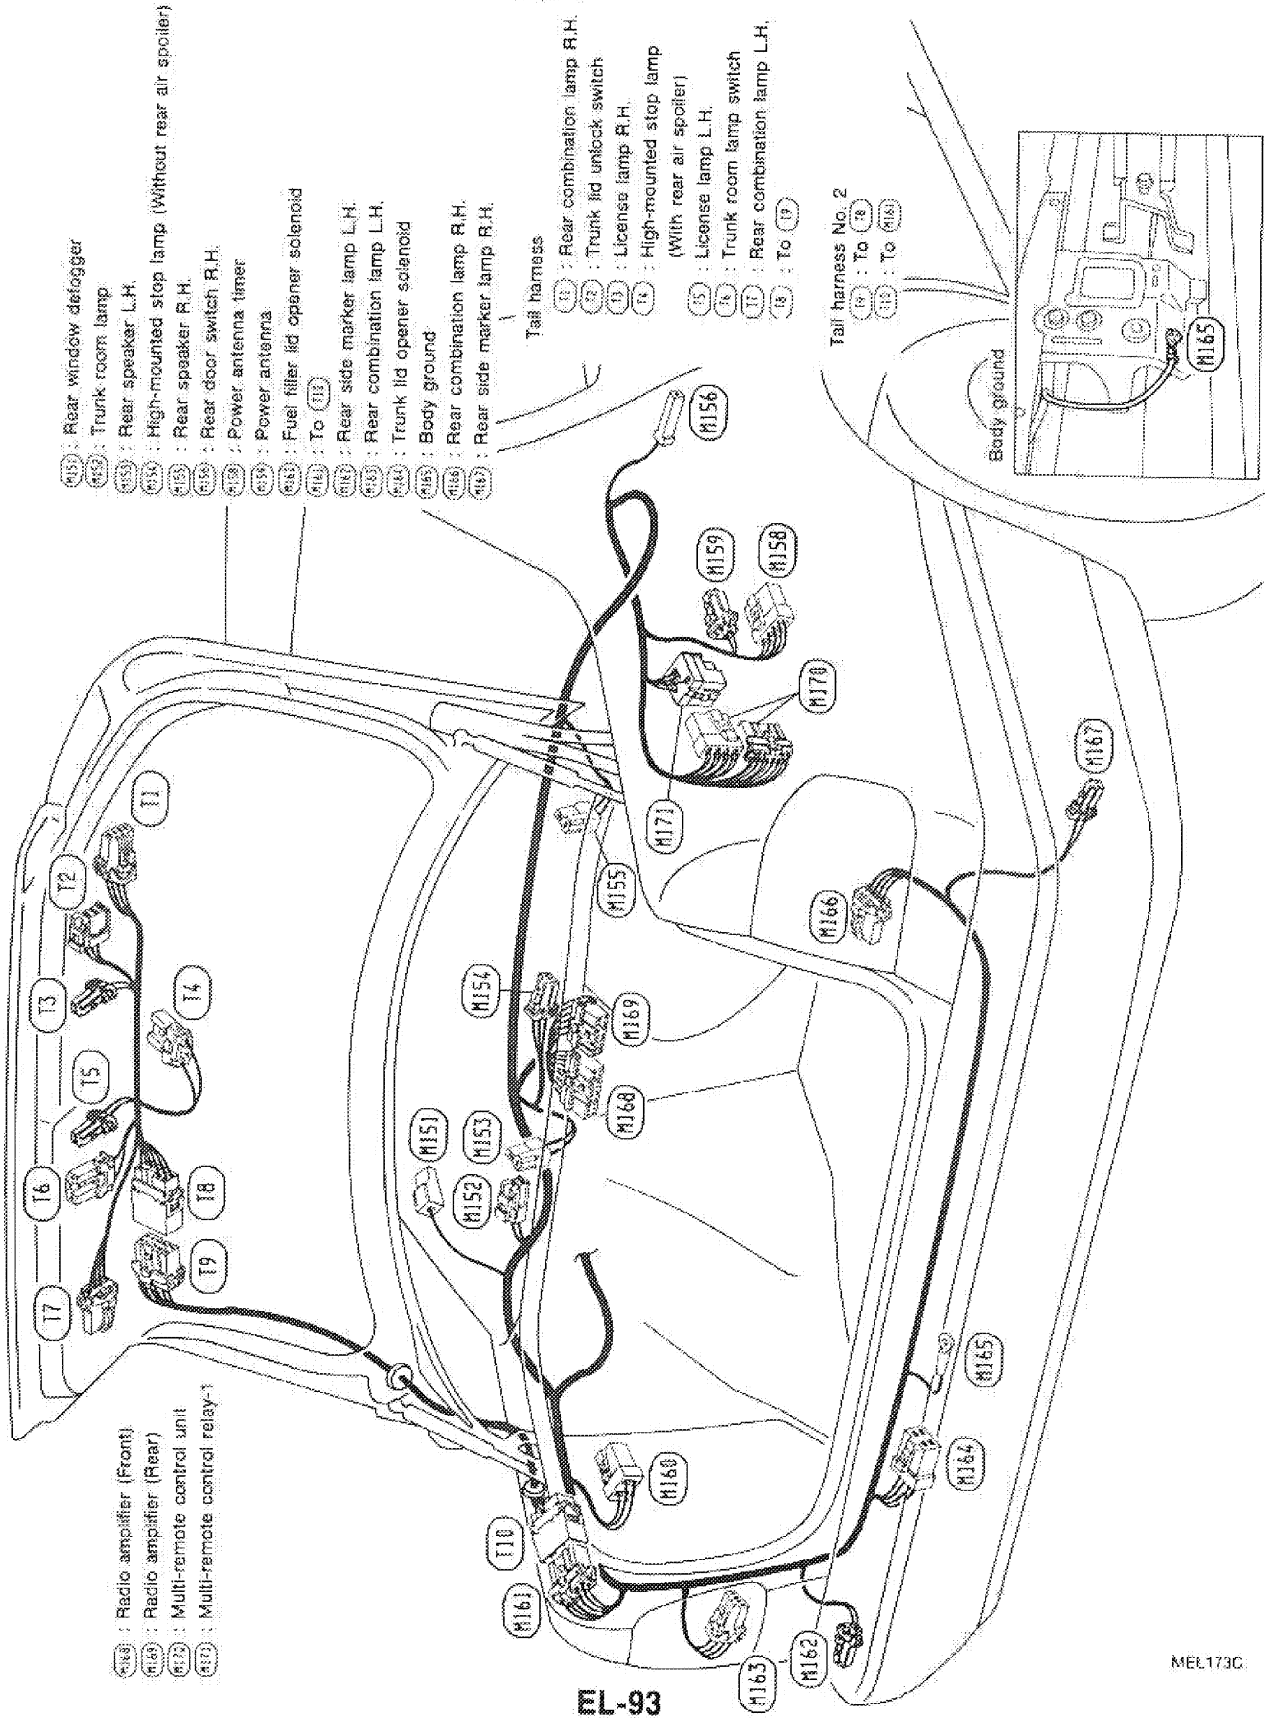 M151 : Rear window defogger
M152 : Trunk room lamp
M153 : Rear speaker L.H.
M154 : High-mounted stop lamp (Without rear air spoiler)
M155 : Rear speaker R.H.
M156 : Rear door switch R.H.
M158 : Power antenna timer
M159 : Power antenna
M160 : Fuel filler lid opener solenoid
M161 : To T10
M162 : Rear side marker lamp L.H.
M163 : Rear combination lamp L.H.
M164 : Trunk lid opener solenoid
M165 : Body ground
M166 : Rear combination lamp R.H.
M167 : Rear side marker lamp R.H.
Tail harness
T1 : Rear combination lamp R.H.
T2 : Trunk lid unlock switch
T3 : License lamp R.H.
T4 : High-mounted stop lamp
(With rear air spoiler)
T5 : License lamp L.H.
T6 : Trunk room lamp switch
T7 : Rear combination lamp L.H.
T8 : To T9
Tail harness No. 2
T9 : To T8
T10 : To M161
M168 : Radio amplifier (Front)
M169 : Radio amplifier (Rear)
M170 : Multi-remote control unit
M171 : Multi-remote control relay-1
T1
T2
T3
T4
T5
T6
T7
T8
T9
T10
M151
M152
M153
M154
M155
M156
M158
M159
M160
M161
M162
M163
M164
M165
M166
M167
M168
M169
M170
M171
Body ground
M165
MEL173C
EL-93